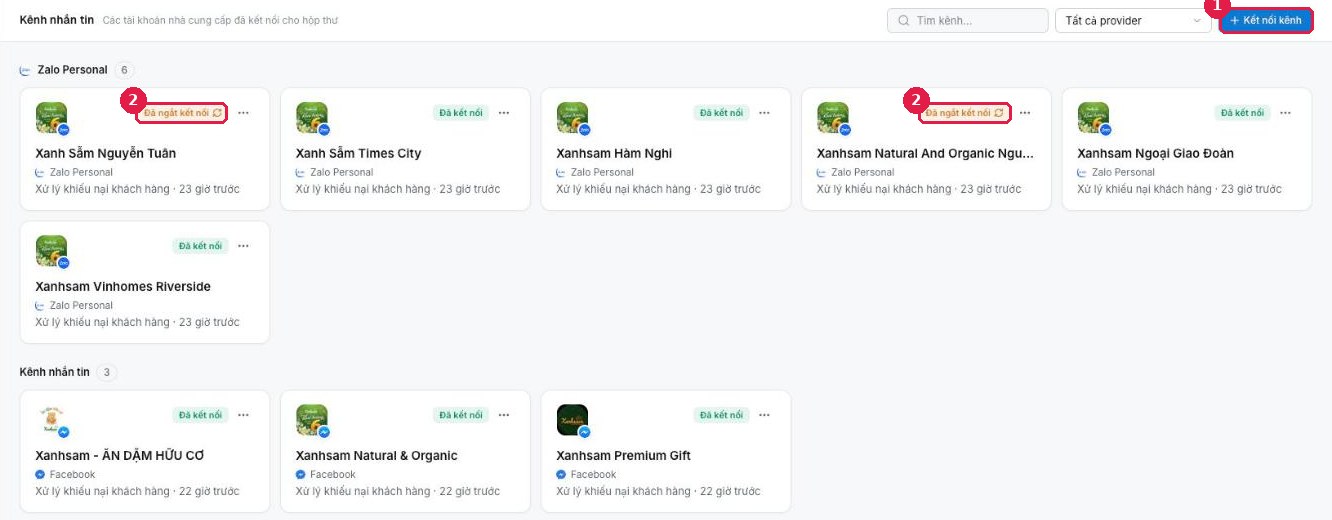 Kênh nhắn tin Các tài khoản nhà cung cấp đã kết nối cho hộp thư
Tìm kênh...
Tất cả provider
1
+ Kết nối kênh
Zalo Personal 6
2
Đã ngắt kết nối
Xanh Sẫm Nguyễn Tuân
Zalo Personal
Xử lý khiếu nại khách hàng · 23 giờ trước
Đã kết nối
Xanh Sẫm Times City
Zalo Personal
Xử lý khiếu nại khách hàng · 23 giờ trước
Đã kết nối
Xanhsam Hàm Nghi
Zalo Personal
Xử lý khiếu nại khách hàng · 23 giờ trước
2
Đã ngắt kết nối
Xanhsam Natural And Organic Ngu...
Zalo Personal
Xử lý khiếu nại khách hàng · 23 giờ trước
Đã kết nối
Xanhsam Ngoại Giao Đoàn
Zalo Personal
Xử lý khiếu nại khách hàng · 23 giờ trước
Đã kết nối
Xanhsam Vinhomes Riverside
Zalo Personal
Xử lý khiếu nại khách hàng · 23 giờ trước
Kênh nhắn tin 3
Đã kết nối
Xanhsam - ĂN DẶM HỮU CƠ
Facebook
Xử lý khiếu nại khách hàng · 22 giờ trước
Đã kết nối
Xanhsam Natural & Organic
Facebook
Xử lý khiếu nại khách hàng · 22 giờ trước
Đã kết nối
Xanhsam Premium Gift
Facebook
Xử lý khiếu nại khách hàng · 22 giờ trước